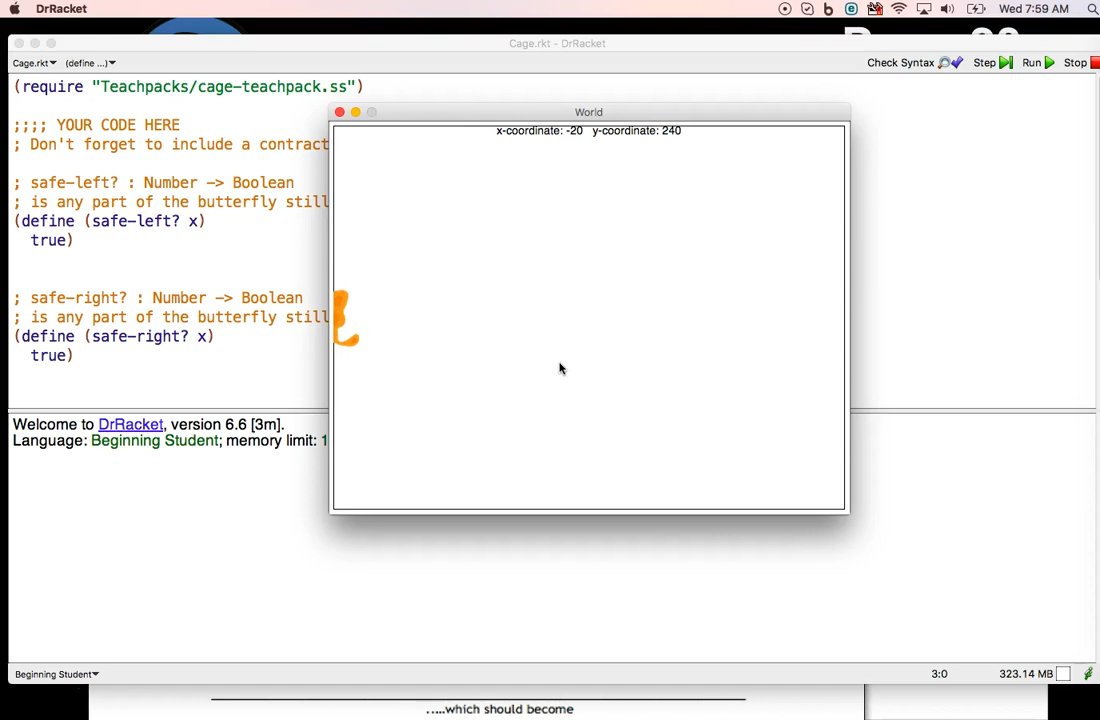 DrRacket
Wed 7:59 AM
Cage.rkt - DrRacket
Cage.rkt▾ (define ...)▾
Check Syntax Step Run Stop
(require "Teachpacks/cage-teachpack.ss")
World
x-coordinate: -20 y-coordinate: 240
;;;; YOUR CODE HERE
; Don't forget to include a contract
; safe-left? : Number -> Boolean
; is any part of the butterfly still
(define (safe-left? x)
true)
; safe-right? : Number -> Boolean
; is any part of the butterfly still
(define (safe-right? x)
true)
Welcome to DrRacket, version 6.6 [3m].
Language: Beginning Student; memory limit: 1
Beginning Student▾
3:0
323.14 MB
.....which should become